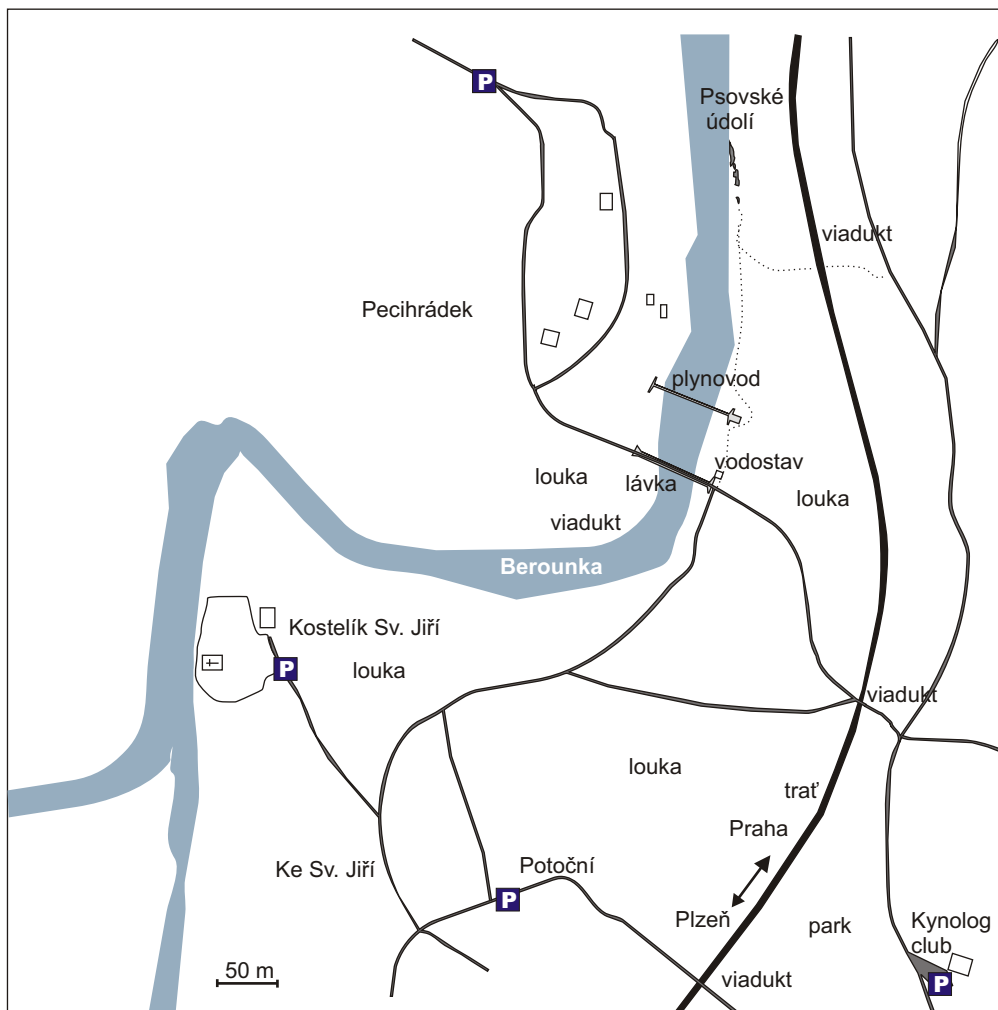 P
Psovské
údolí
viadukt
Pecihrádek
plynovod
vodostav
louka
lávka
louka
viadukt
Berounka
Kostelík Sv. Jiří
P
louka
viadukt
louka
trať
Praha
Ke Sv. Jiří
Potoční
P
Plzeň
park
Kynolog
club
50 m
viadukt
P